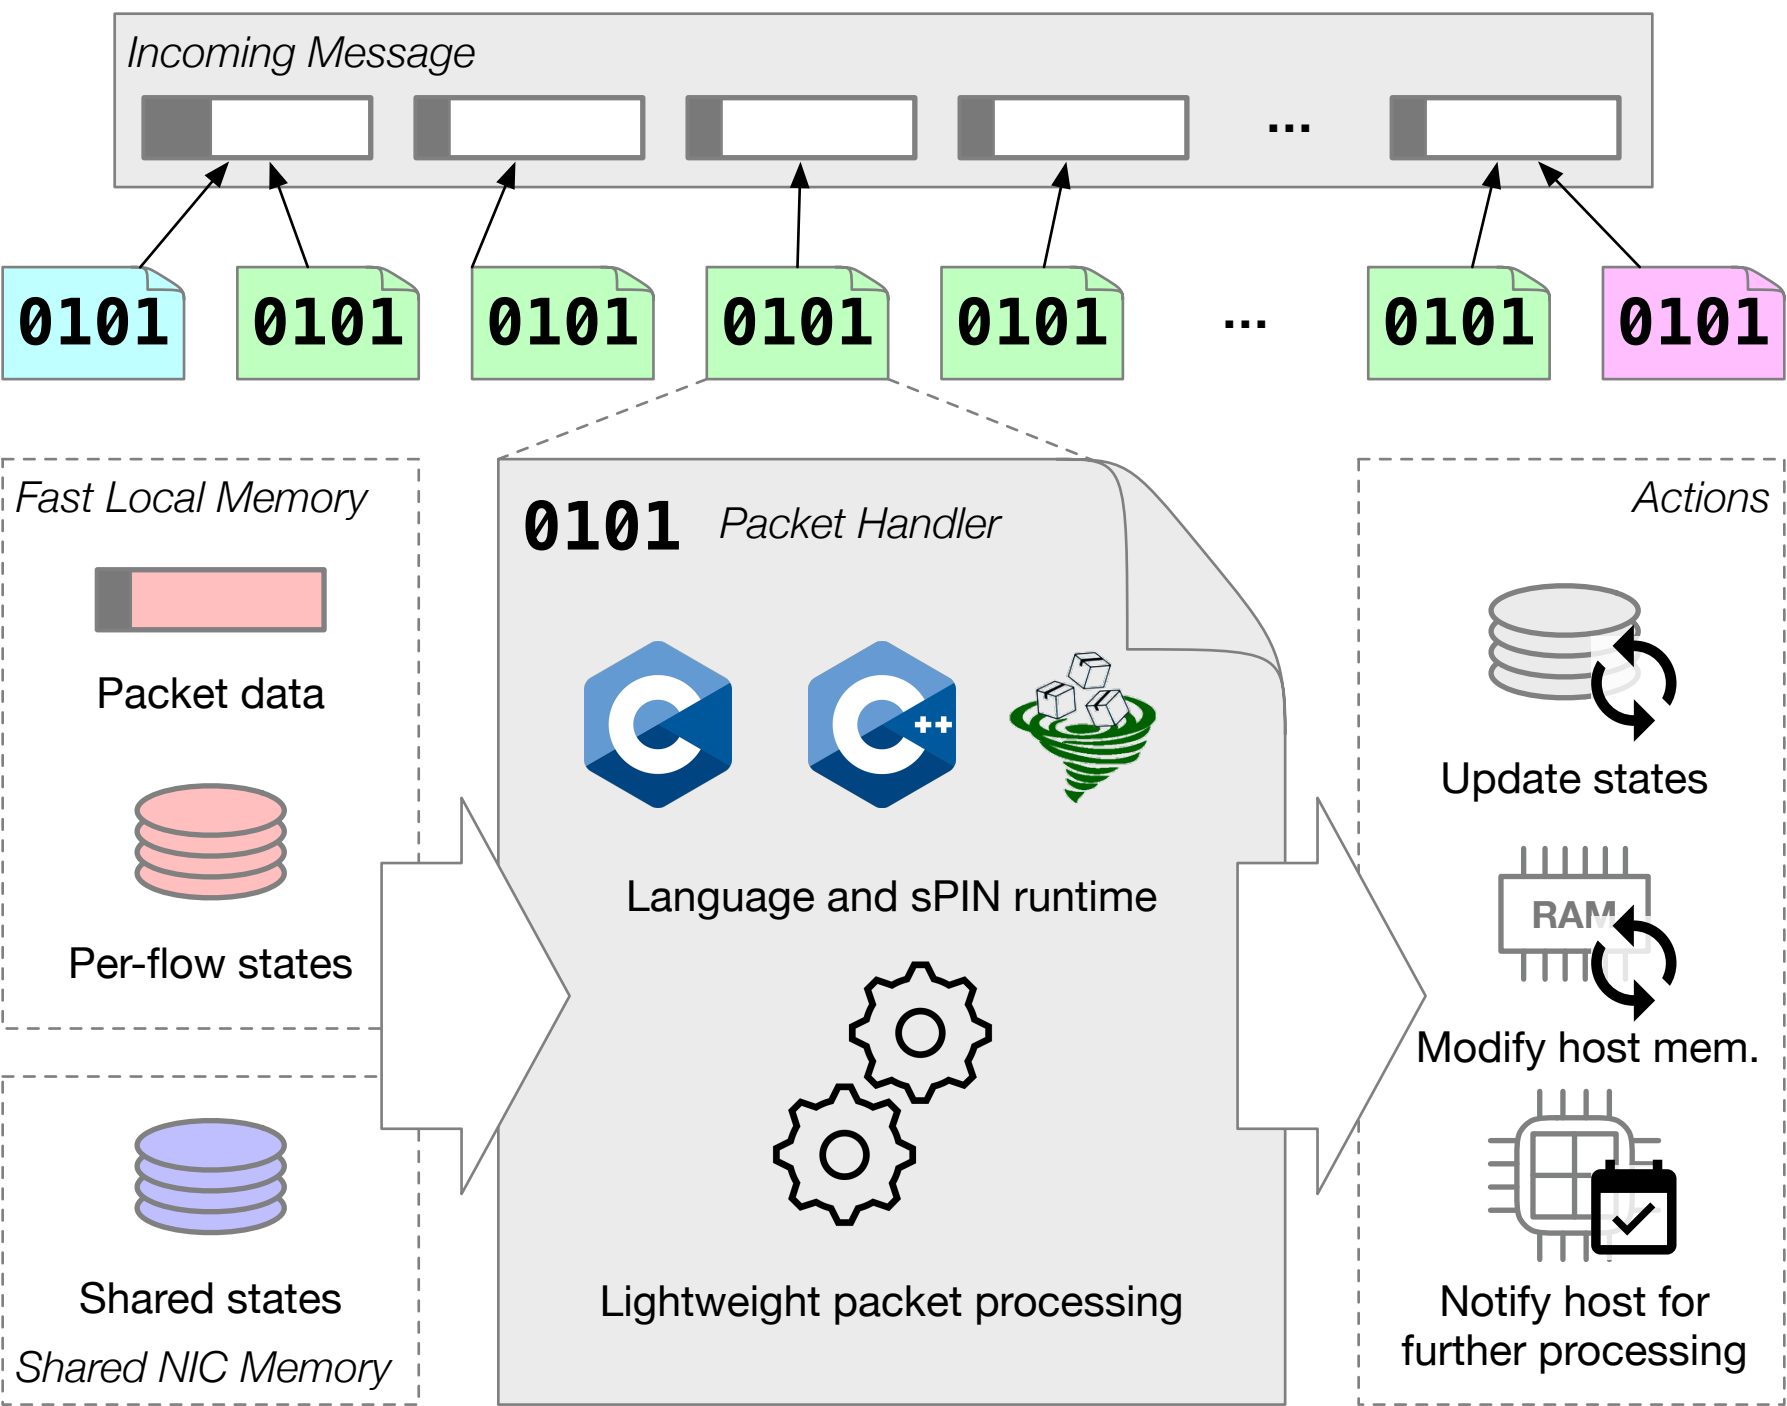 Incoming Message
...
0101 0101 0101 0101 0101 ... 0101 0101
Fast Local Memory
Packet data
Per-flow states
Shared states
Shared NIC Memory
0101 Packet Handler
C C++
Language and sPIN runtime
Lightweight packet processing
Actions
Update states
RAM
Modify host mem.
Notify host for
further processing